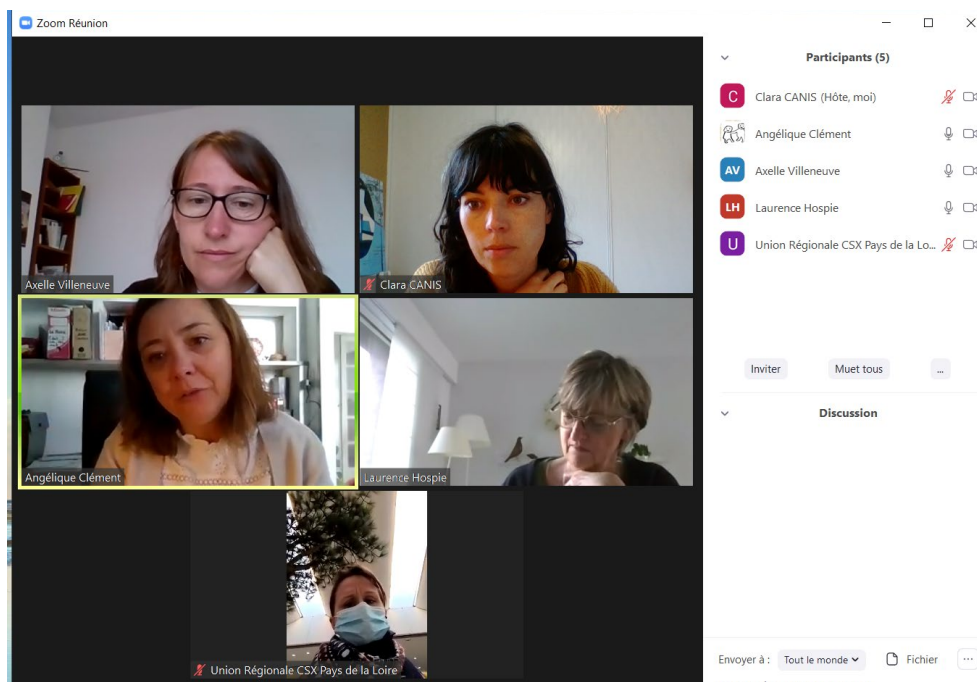 Zoom Réunion
Participants (5)
C Clara CANIS (Hôte, moi)
Angélique Clément
AV Axelle Villeneuve
LH Laurence Hospie
U Union Régionale CSX Pays de la Lo...
Inviter Muet tous ...
Discussion
Axelle Villeneuve
Clara CANIS
Angélique Clément
Laurence Hospie
Union Régionale CSX Pays de la Loire
Envoyer à : Tout le monde Fichier ...